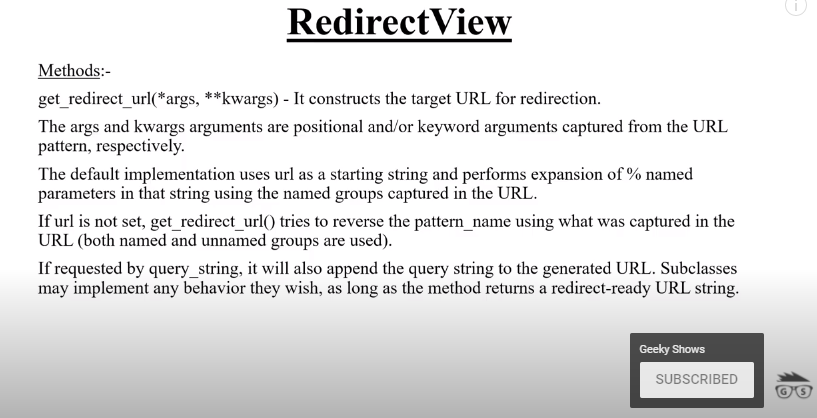 RedirectView
Methods:-
get_redirect_url(*args, **kwargs) - It constructs the target URL for redirection.
The args and kwargs arguments are positional and/or keyword arguments captured from the URL
pattern, respectively.
The default implementation uses url as a starting string and performs expansion of % named
parameters in that string using the named groups captured in the URL.
If url is not set, get_redirect_url() tries to reverse the pattern_name using what was captured in the
URL (both named and unnamed groups are used).
If requested by query_string, it will also append the query string to the generated URL. Subclasses
may implement any behavior they wish, as long as the method returns a redirect-ready URL string.
Geeky Shows
SUBSCRIBED
G S